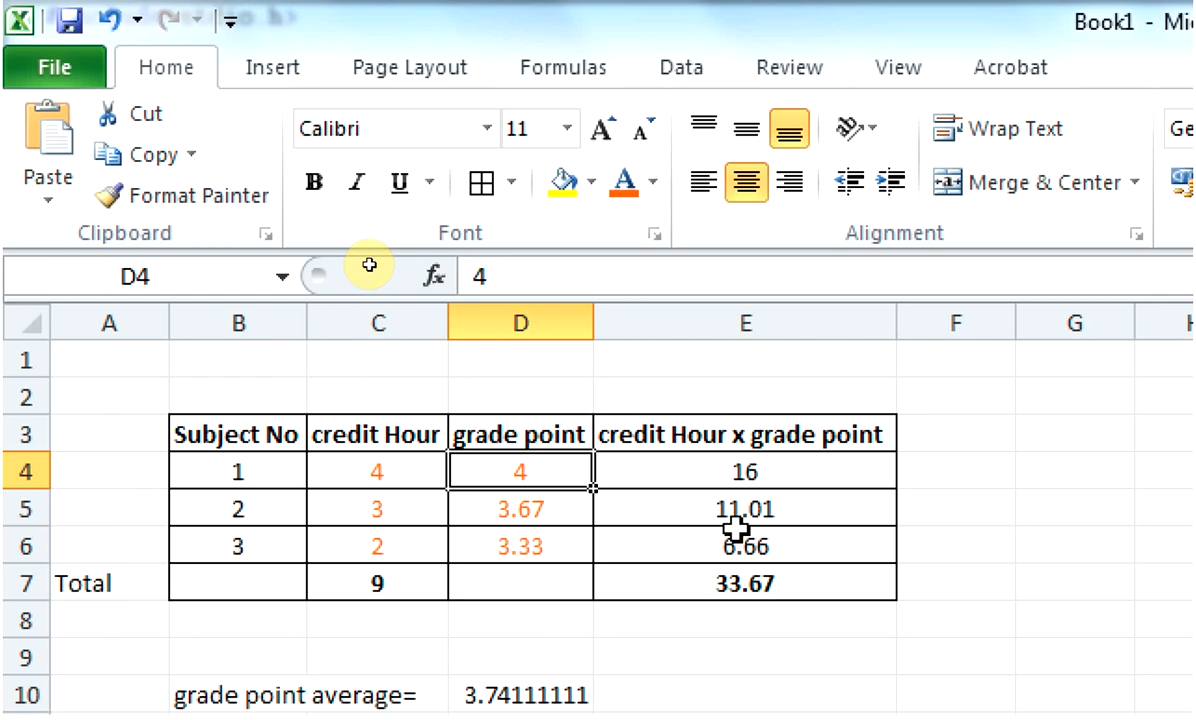 Book1 - Mi
File Home Insert Page Layout Formulas Data Review View Acrobat
Paste
Cut
Copy
Format Painter
Clipboard
Calibri 11
B I U
Font
Wrap Text
Merge & Center
Alignment
Ge
D4 fx 4
A B C D E F G H
1
2
3 Subject No credit Hour grade point credit Hour x grade point
4 1 4 4 16
5 2 3 3.67 11.01
6 3 2 3.33 6.66
7 Total 9 33.67
8
9
10 grade point average= 3.74111111